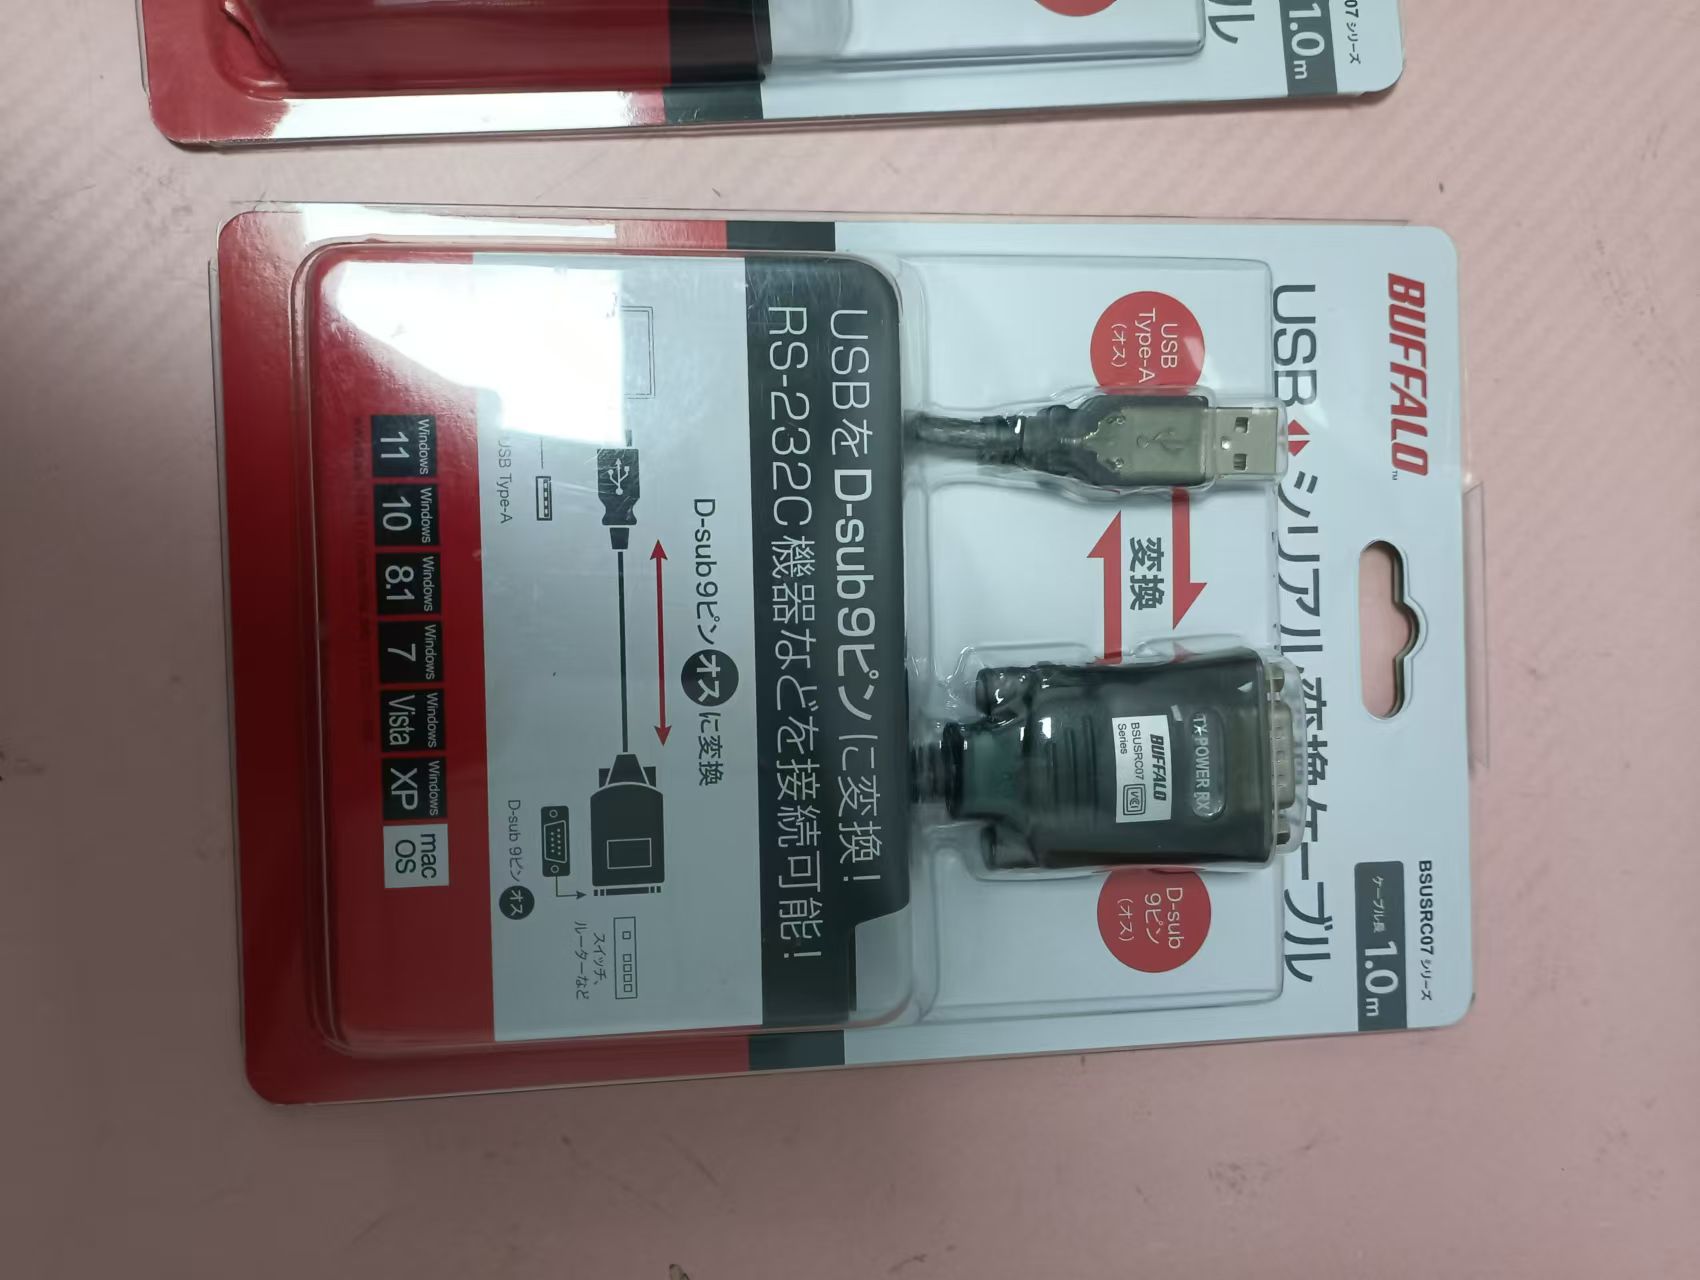 BUFFALO™
BSUSRC07 シリーズ
ケーブル長 1.0m
USB シリアル変換ケーブル
USB
Type-A
(オス)
変換
TX POWER RX
BUFFALO
BSUSRC07
Series
VCCI
D-sub
9ピン
(オス)
USBをD-sub9ピンに変換!
RS-232C機器などを接続可能!
D-sub9ピンオスに変換
USB Type-A
D-sub 9ピンオス
スイッチ、
ルーターなど
Windows 11
Windows 10
Windows 8.1
Windows 7
Windows Vista
Windows XP
mac OS
07 シリーズ
1.0m
ル